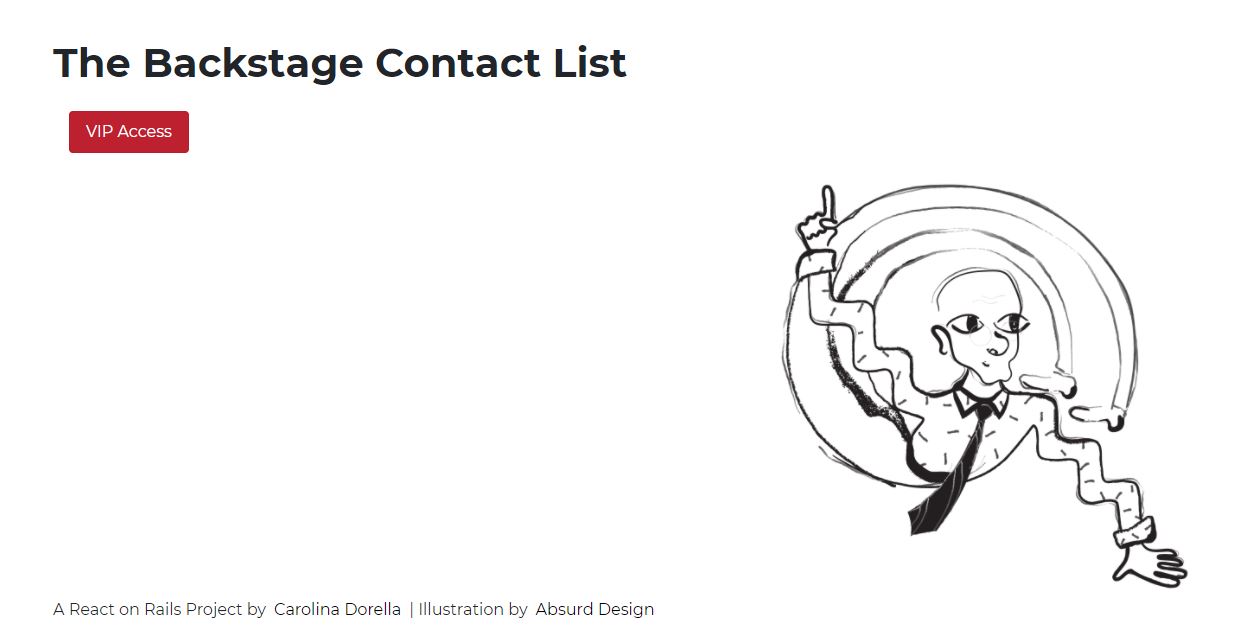 The Backstage Contact List
VIP Access
A React on Rails Project by Carolina Dorella | Illustration by Absurd Design